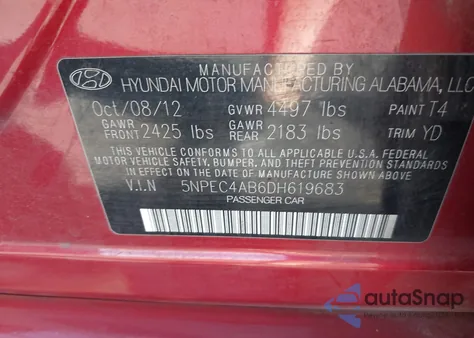 MANUFACTURED BY
HYUNDAI MOTOR MANUFACTURING ALABAMA, LLC
Oct/08/12 GVWR 4497 lbs PAINT T4
GAWR FRONT 2425 lbs GAWR REAR 2183 lbs TRIM YD
THIS VEHICLE CONFORMS TO ALL APPLICABLE U.S.A. FEDERAL
MOTOR VEHICLE SAFETY, BUMPER, AND THEFT PREVENTION STANDARDS
IN EFFECT ON THE DATE OF MANUFACTURE SHOWN ABOVE.
V.I.N 5NPEC4AB6DH619683
PASSENGER CAR
autoSnap